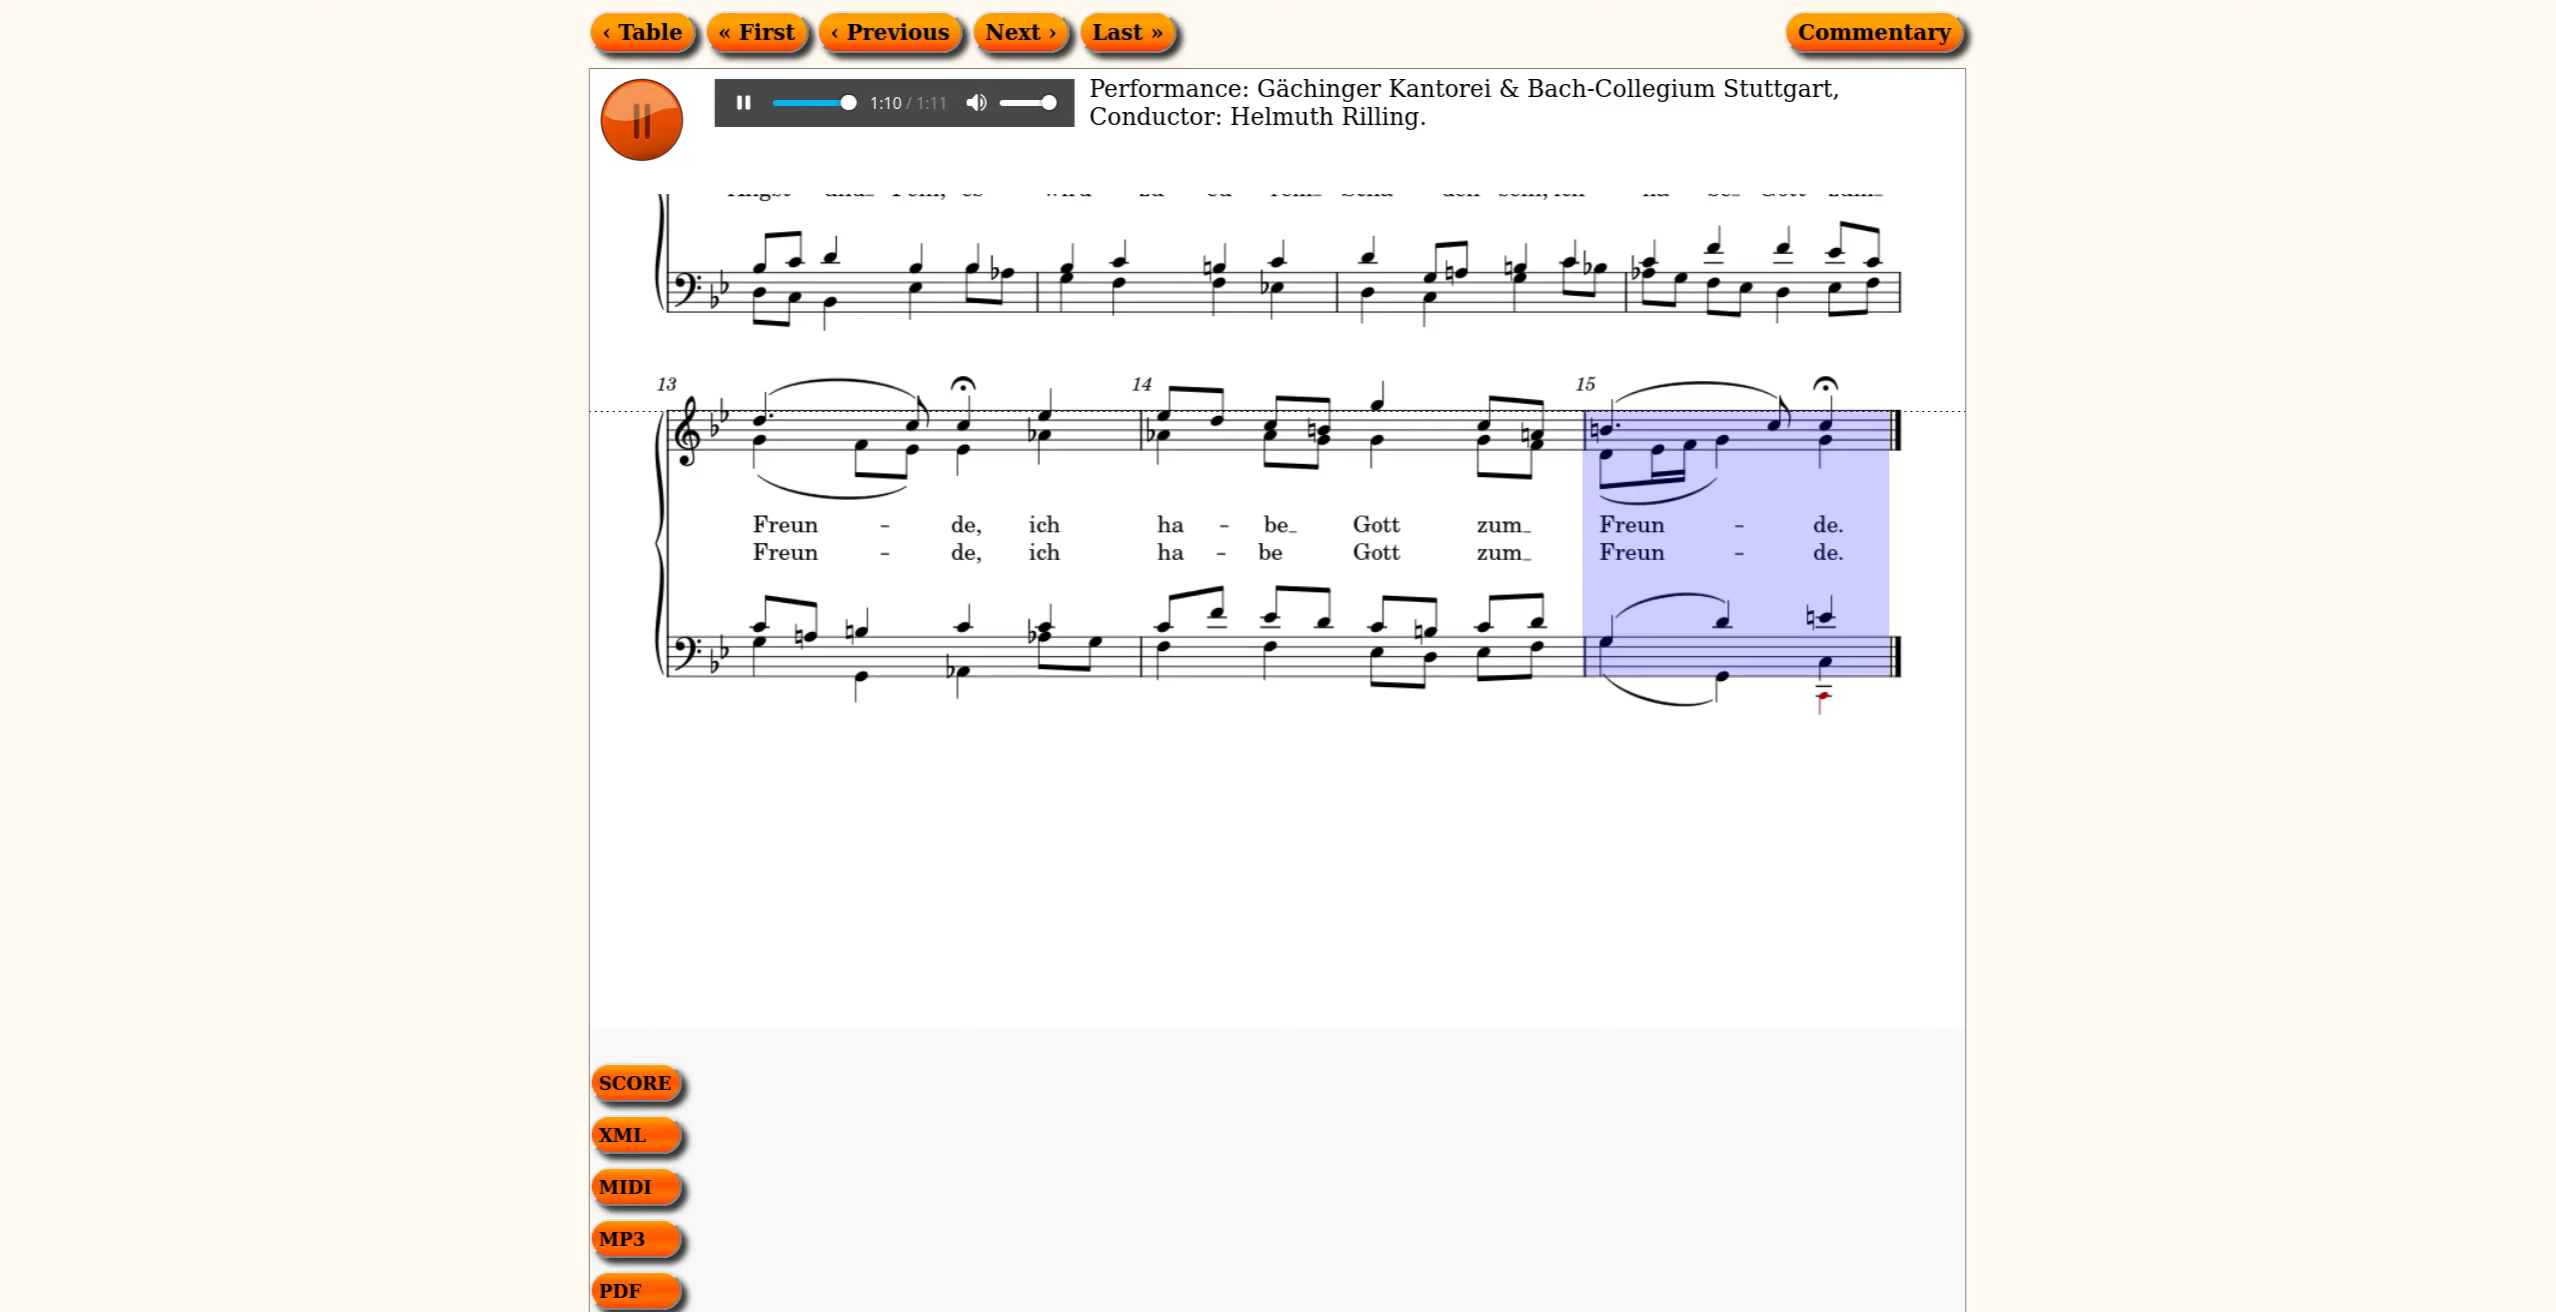 ‹ Table « First ‹ Previous Next › Last » Commentary
1:10 / 1:11
Performance: Gächinger Kantorei & Bach-Collegium Stuttgart,
Conductor: Helmuth Rilling.
13 14 15
Freun - de, ich ha - be_ Gott zum_ Freun - de.
Freun - de, ich ha - be Gott zum_ Freun - de.
SCORE
XML
MIDI
MP3
PDF